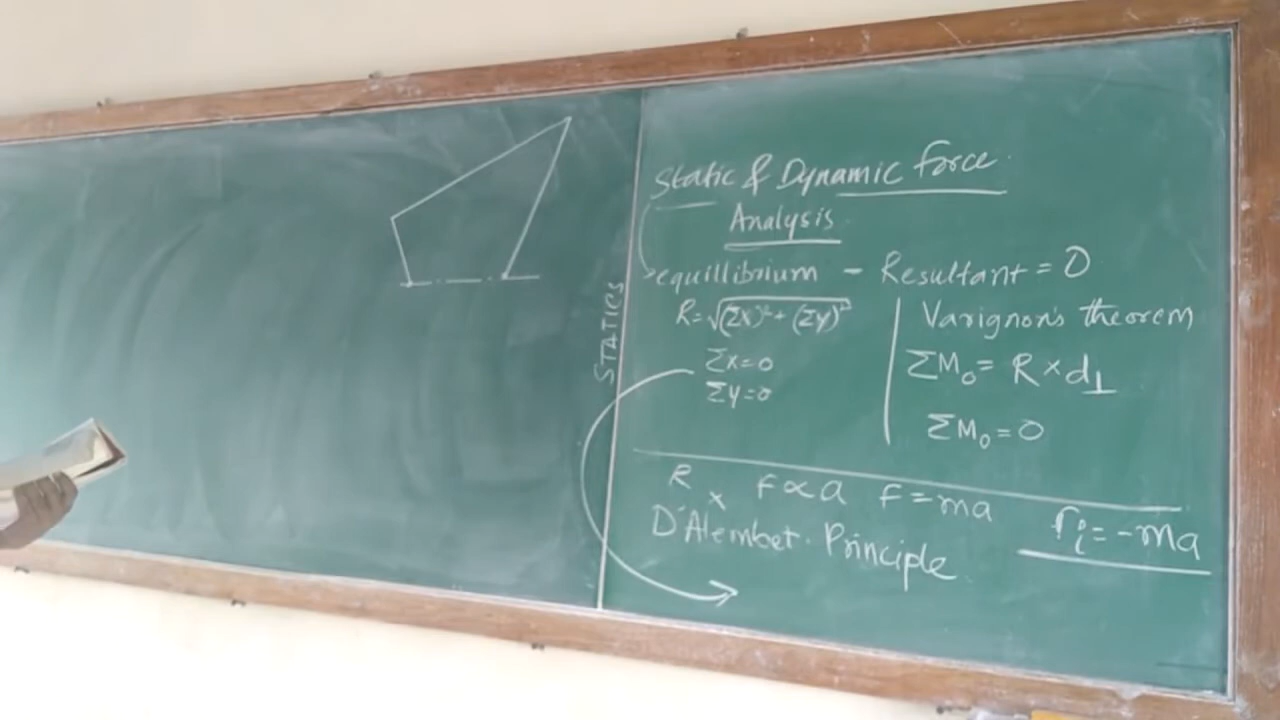 Static & Dynamic force
Analysis
equillibrium - Resultant = 0
R = √(ΣX)² + (ΣY)²
ΣX=0
ΣY=0
Varignon's theorem
ΣM₀ = R × d⊥
ΣM₀ = 0
STATICS
R × F ∝ a F = ma
D'Alembet. Principle
Fᵢ = -ma